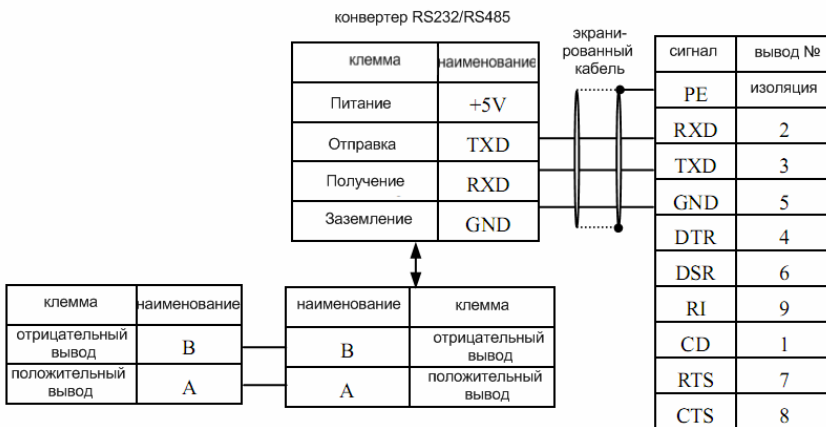 конвертер RS232/RS485
клемма наименование
Питание +5V
Отправка TXD
Получение RXD
Заземление GND
экрани-
рованный
кабель
сигнал вывод №
PE изоляция
RXD 2
TXD 3
GND 5
DTR 4
DSR 6
RI 9
CD 1
RTS 7
CTS 8
клемма наименование
отрицательный
вывод
B
положительный
вывод
A
наименование клемма
B
отрицательный
вывод
A
положительный
вывод